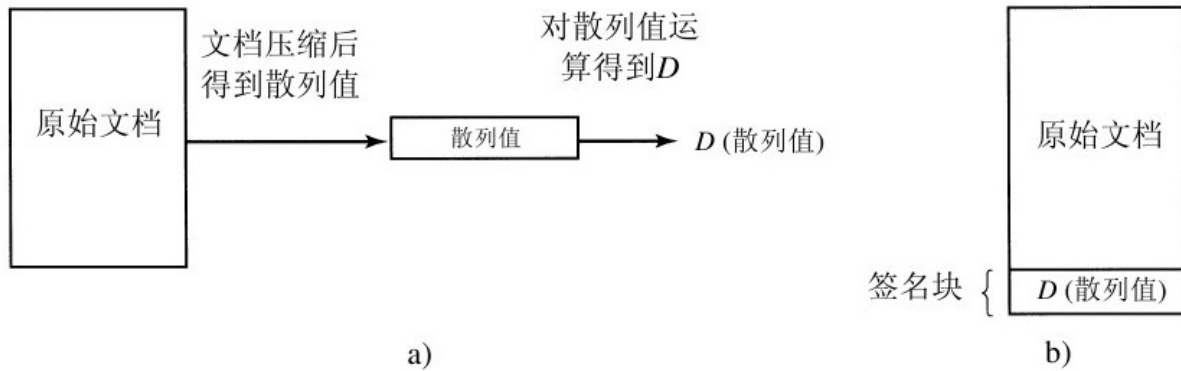 原始文档
文档压缩后
得到散列值
散列值
对散列值运
算得到D
D (散列值)
a)
原始文档
签名块
D (散列值)
b)